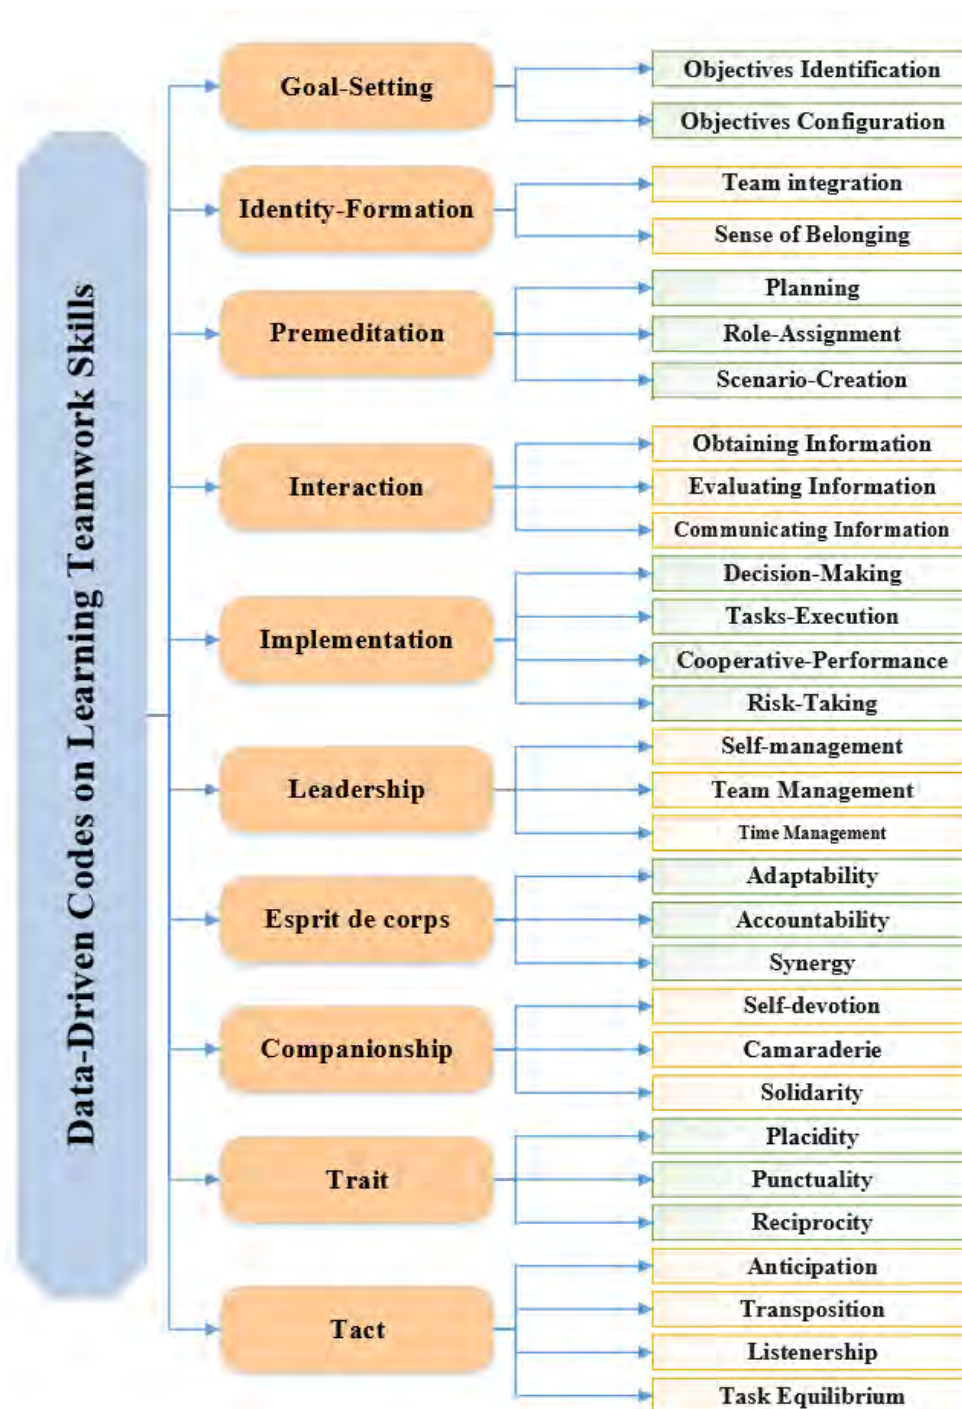 Data-Driven Codes on Learning Teamwork Skills
Goal-Setting
Objectives Identification
Objectives Configuration
Identity-Formation
Team integration
Sense of Belonging
Premeditation
Planning
Role-Assignment
Scenario-Creation
Interaction
Obtaining Information
Evaluating Information
Communicating Information
Implementation
Decision-Making
Tasks-Execution
Cooperative-Performance
Risk-Taking
Leadership
Self-management
Team Management
Time Management
Esprit de corps
Adaptability
Accountability
Synergy
Companionship
Self-devotion
Camaraderie
Solidarity
Trait
Placidity
Punctuality
Reciprocity
Tact
Anticipation
Transposition
Listenership
Task Equilibrium